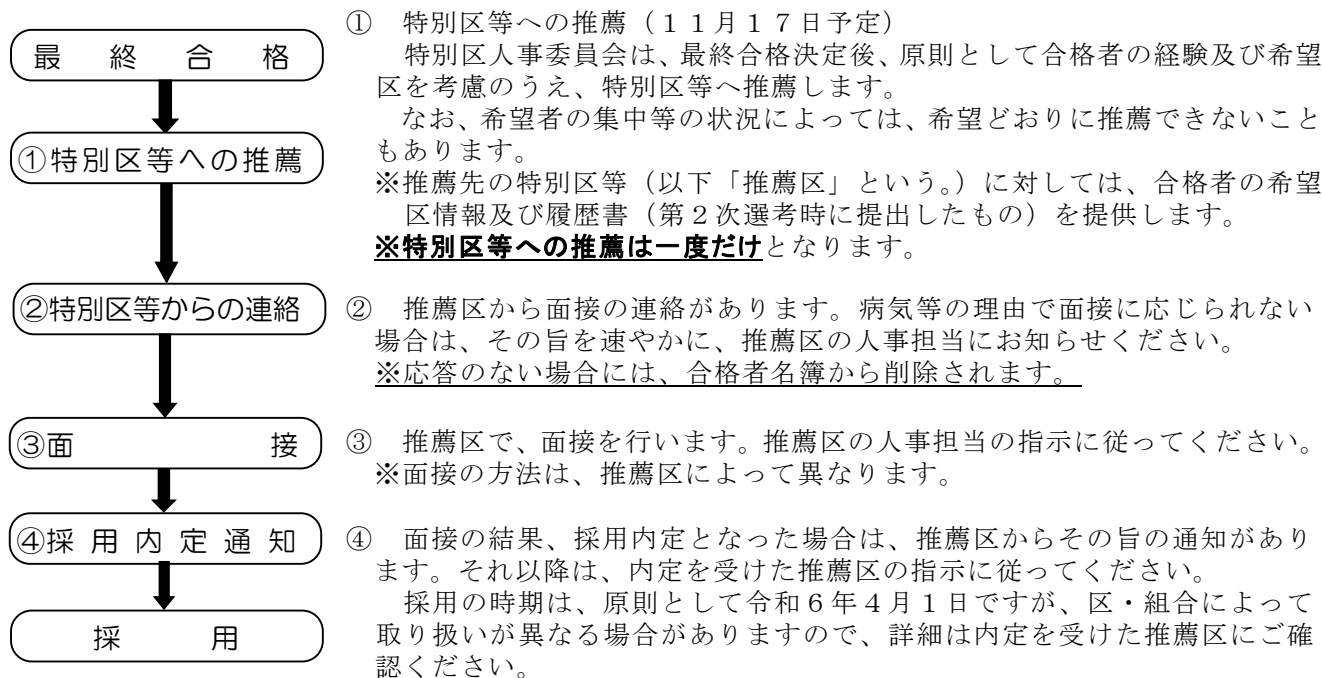 最終合格
①特別区等への推薦
②特別区等からの連絡
③面接
④採用内定通知
採用
① 特別区等への推薦(11月17日予定)
特別区人事委員会は、最終合格決定後、原則として合格者の経験及び希望
区を考慮のうえ、特別区等へ推薦します。
なお、希望者の集中等の状況によっては、希望どおりに推薦できないこと
もあります。
※推薦先の特別区等(以下「推薦区」という。)に対しては、合格者の希望
区情報及び履歴書(第2次選考時に提出したもの)を提供します。
※特別区等への推薦は一度だけとなります。
② 推薦区から面接の連絡があります。病気等の理由で面接に応じられない
場合は、その旨を速やかに、推薦区の人事担当にお知らせください。
※応答のない場合には、合格者名簿から削除されます。
③ 推薦区で、面接を行います。推薦区の人事担当の指示に従ってください。
※面接の方法は、推薦区によって異なります。
④ 面接の結果、採用内定となった場合は、推薦区からその旨の通知があり
ます。それ以降は、内定を受けた推薦区の指示に従ってください。
採用の時期は、原則として令和6年4月1日ですが、区・組合によって
取り扱いが異なる場合がありますので、詳細は内定を受けた推薦区にご確
認ください。